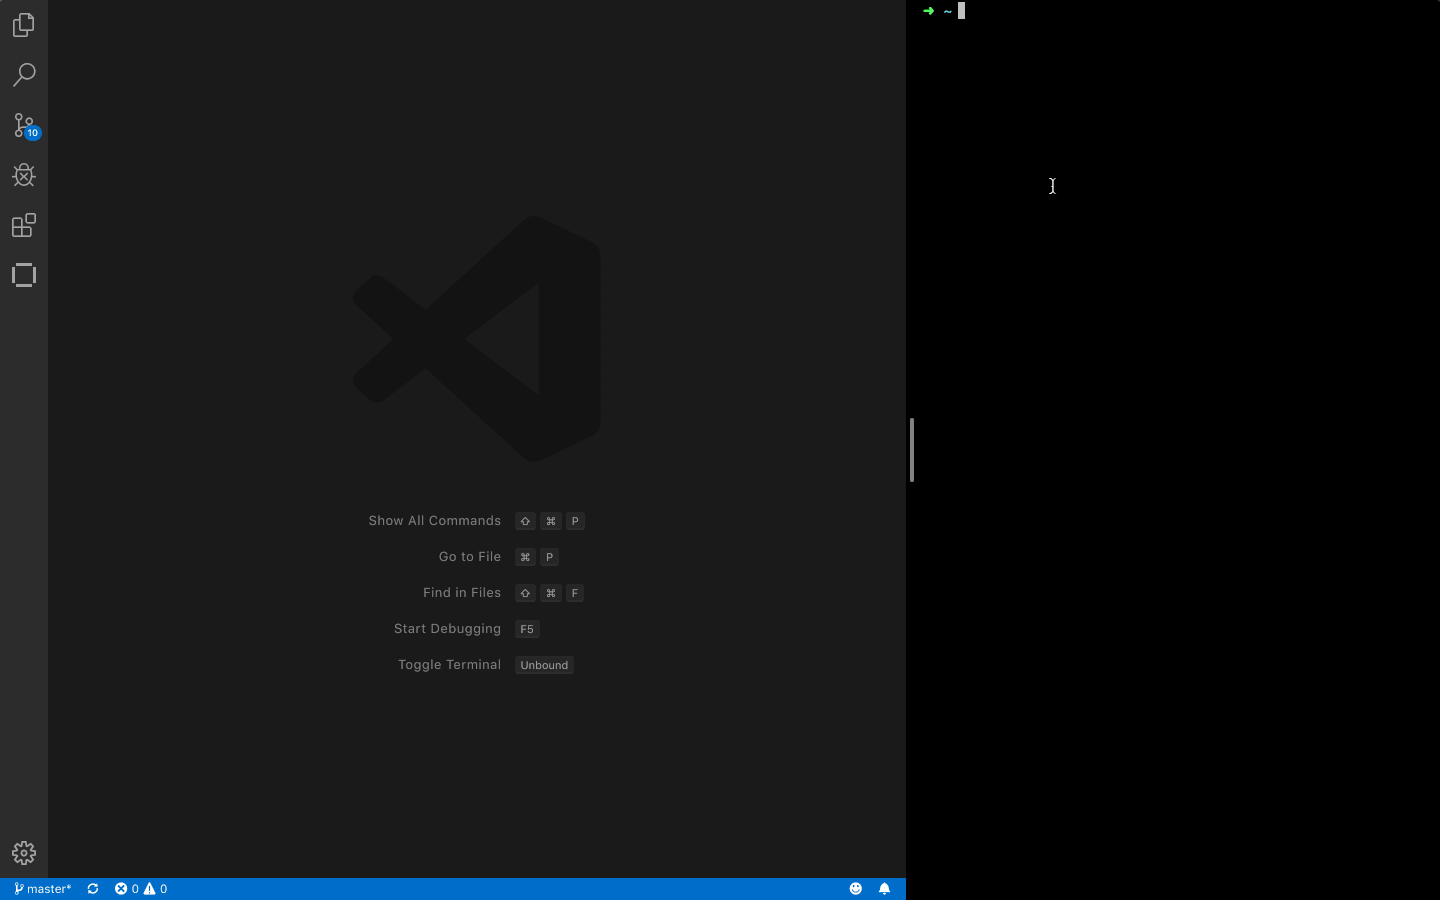 ➜ ~
10
Show All Commands ⇧ ⌘ P
Go to File ⌘ P
Find in Files ⇧ ⌘ F
Start Debugging F5
Toggle Terminal Unbound
master* 0 0